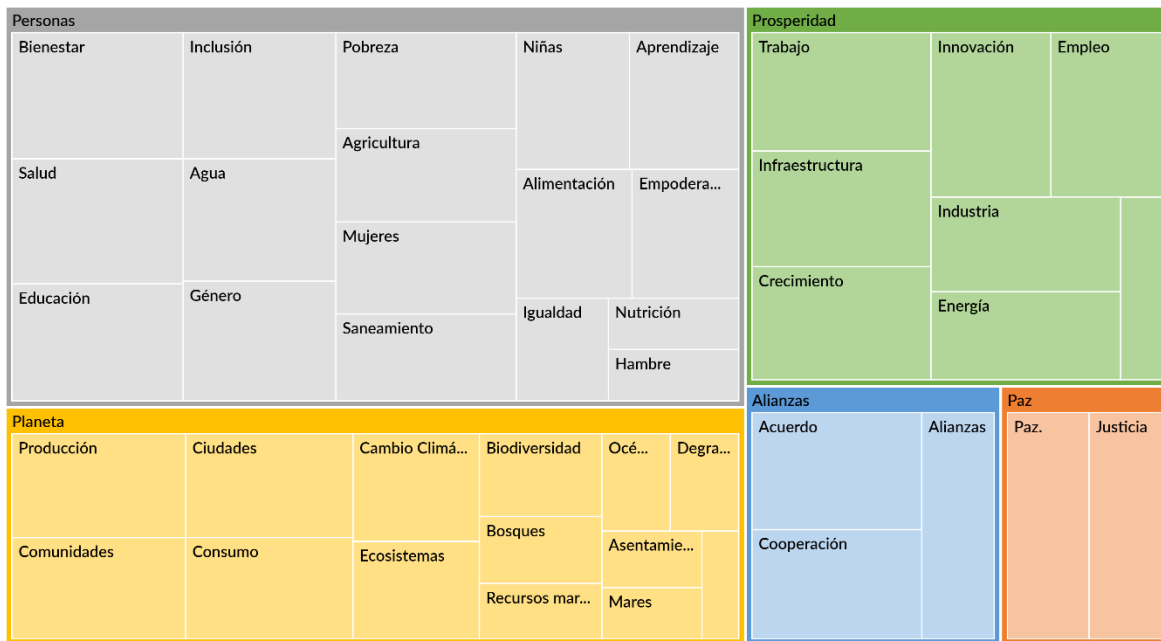 Personas
Bienestar
Salud
Educación
Inclusión
Agua
Género
Pobreza
Agricultura
Mujeres
Saneamiento
Niñas
Aprendizaje
Alimentación
Empodera...
Igualdad
Nutrición
Hambre
Planeta
Producción
Comunidades
Ciudades
Consumo
Cambio Climá...
Ecosistemas
Biodiversidad
Bosques
Recursos mar...
Océ...
Degra...
Asentamie...
Mares
Prosperidad
Trabajo
Infraestructura
Crecimiento
Innovación
Empleo
Industria
Energía
Alianzas
Acuerdo
Cooperación
Alianzas
Paz
Paz.
Justicia